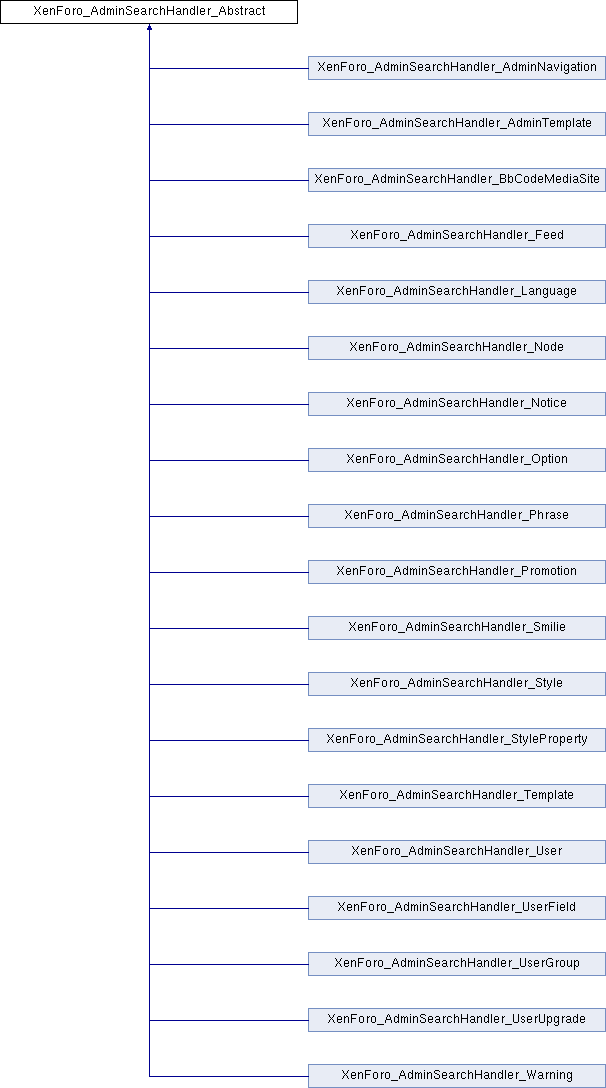 XenForo_AdminSearchHandler_Abstract
XenForo_AdminSearchHandler_AdminNavigation
XenForo_AdminSearchHandler_AdminTemplate
XenForo_AdminSearchHandler_BbCodeMediaSite
XenForo_AdminSearchHandler_Feed
XenForo_AdminSearchHandler_Language
XenForo_AdminSearchHandler_Node
XenForo_AdminSearchHandler_Notice
XenForo_AdminSearchHandler_Option
XenForo_AdminSearchHandler_Phrase
XenForo_AdminSearchHandler_Promotion
XenForo_AdminSearchHandler_Smilie
XenForo_AdminSearchHandler_Style
XenForo_AdminSearchHandler_StyleProperty
XenForo_AdminSearchHandler_Template
XenForo_AdminSearchHandler_User
XenForo_AdminSearchHandler_UserField
XenForo_AdminSearchHandler_UserGroup
XenForo_AdminSearchHandler_UserUpgrade
XenForo_AdminSearchHandler_Warning